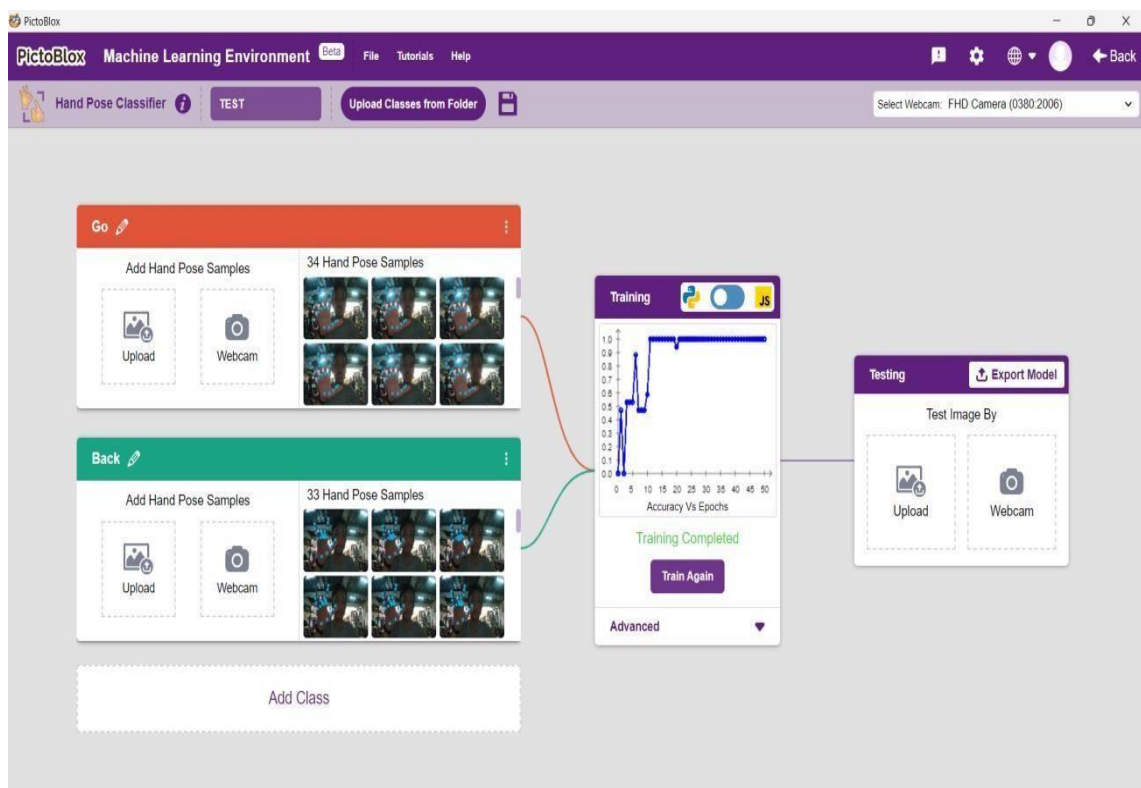 PictoBlox
PictoBlox Machine Learning Environment Beta File Tutorials Help Back
Hand Pose Classifier i TEST Upload Classes from Folder Select Webcam: FHD Camera (0380:2006)
Go
Add Hand Pose Samples
Upload Webcam
34 Hand Pose Samples
Back
Add Hand Pose Samples
Upload Webcam
33 Hand Pose Samples
Add Class
Training JS
1.0
0.9
0.8
0.7
0.6
0.5
0.4
0.3
0.2
0.1
0.0
0 5 10 15 20 25 30 35 40 45 50
Accuracy Vs Epochs
Training Completed
Train Again
Advanced
Testing Export Model
Test Image By
Upload Webcam